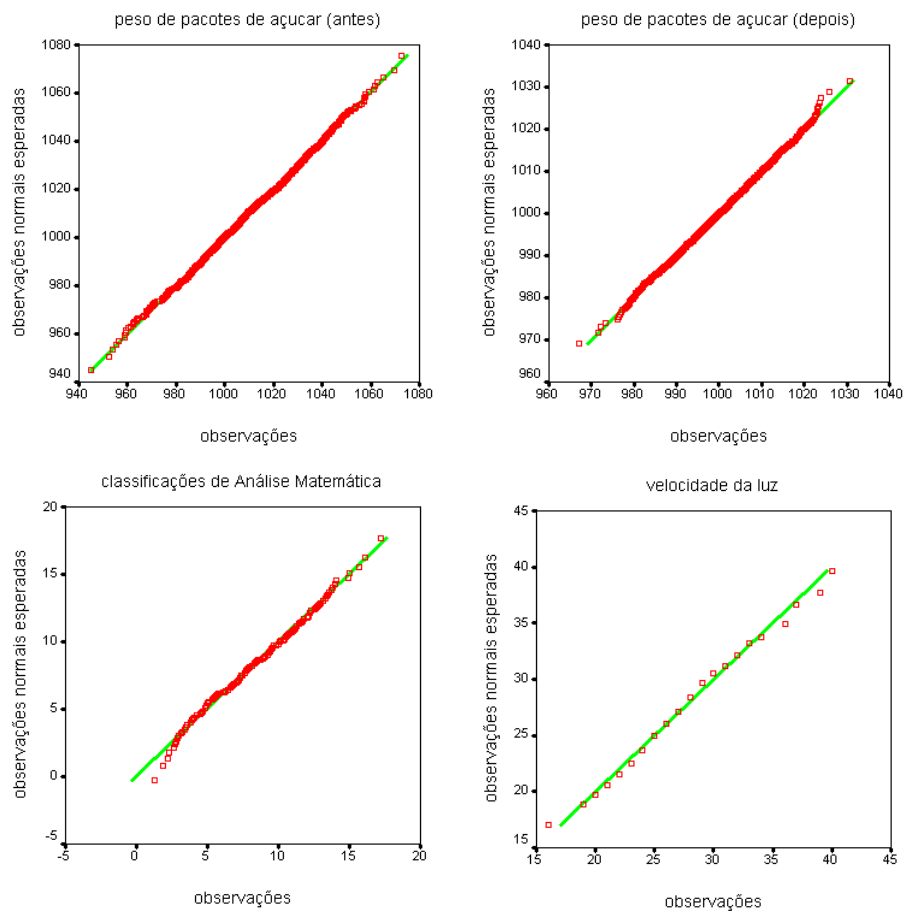 peso de pacotes de açucar (antes)
1080
1060
1040
1020
1000
980
960
940
940 960 980 1000 1020 1040 1060 1080
observações normais esperadas
observações
peso de pacotes de açucar (depois)
1040
1030
1020
1010
1000
990
980
970
960
960 970 980 990 1000 1010 1020 1030 1040
observações normais esperadas
observações
classificações de Análise Matemática
20
15
10
5
0
-5
-5 0 5 10 15 20
observações normais esperadas
observações
velocidade da luz
45
40
35
30
25
20
15
15 20 25 30 35 40 45
observações normais esperadas
observações